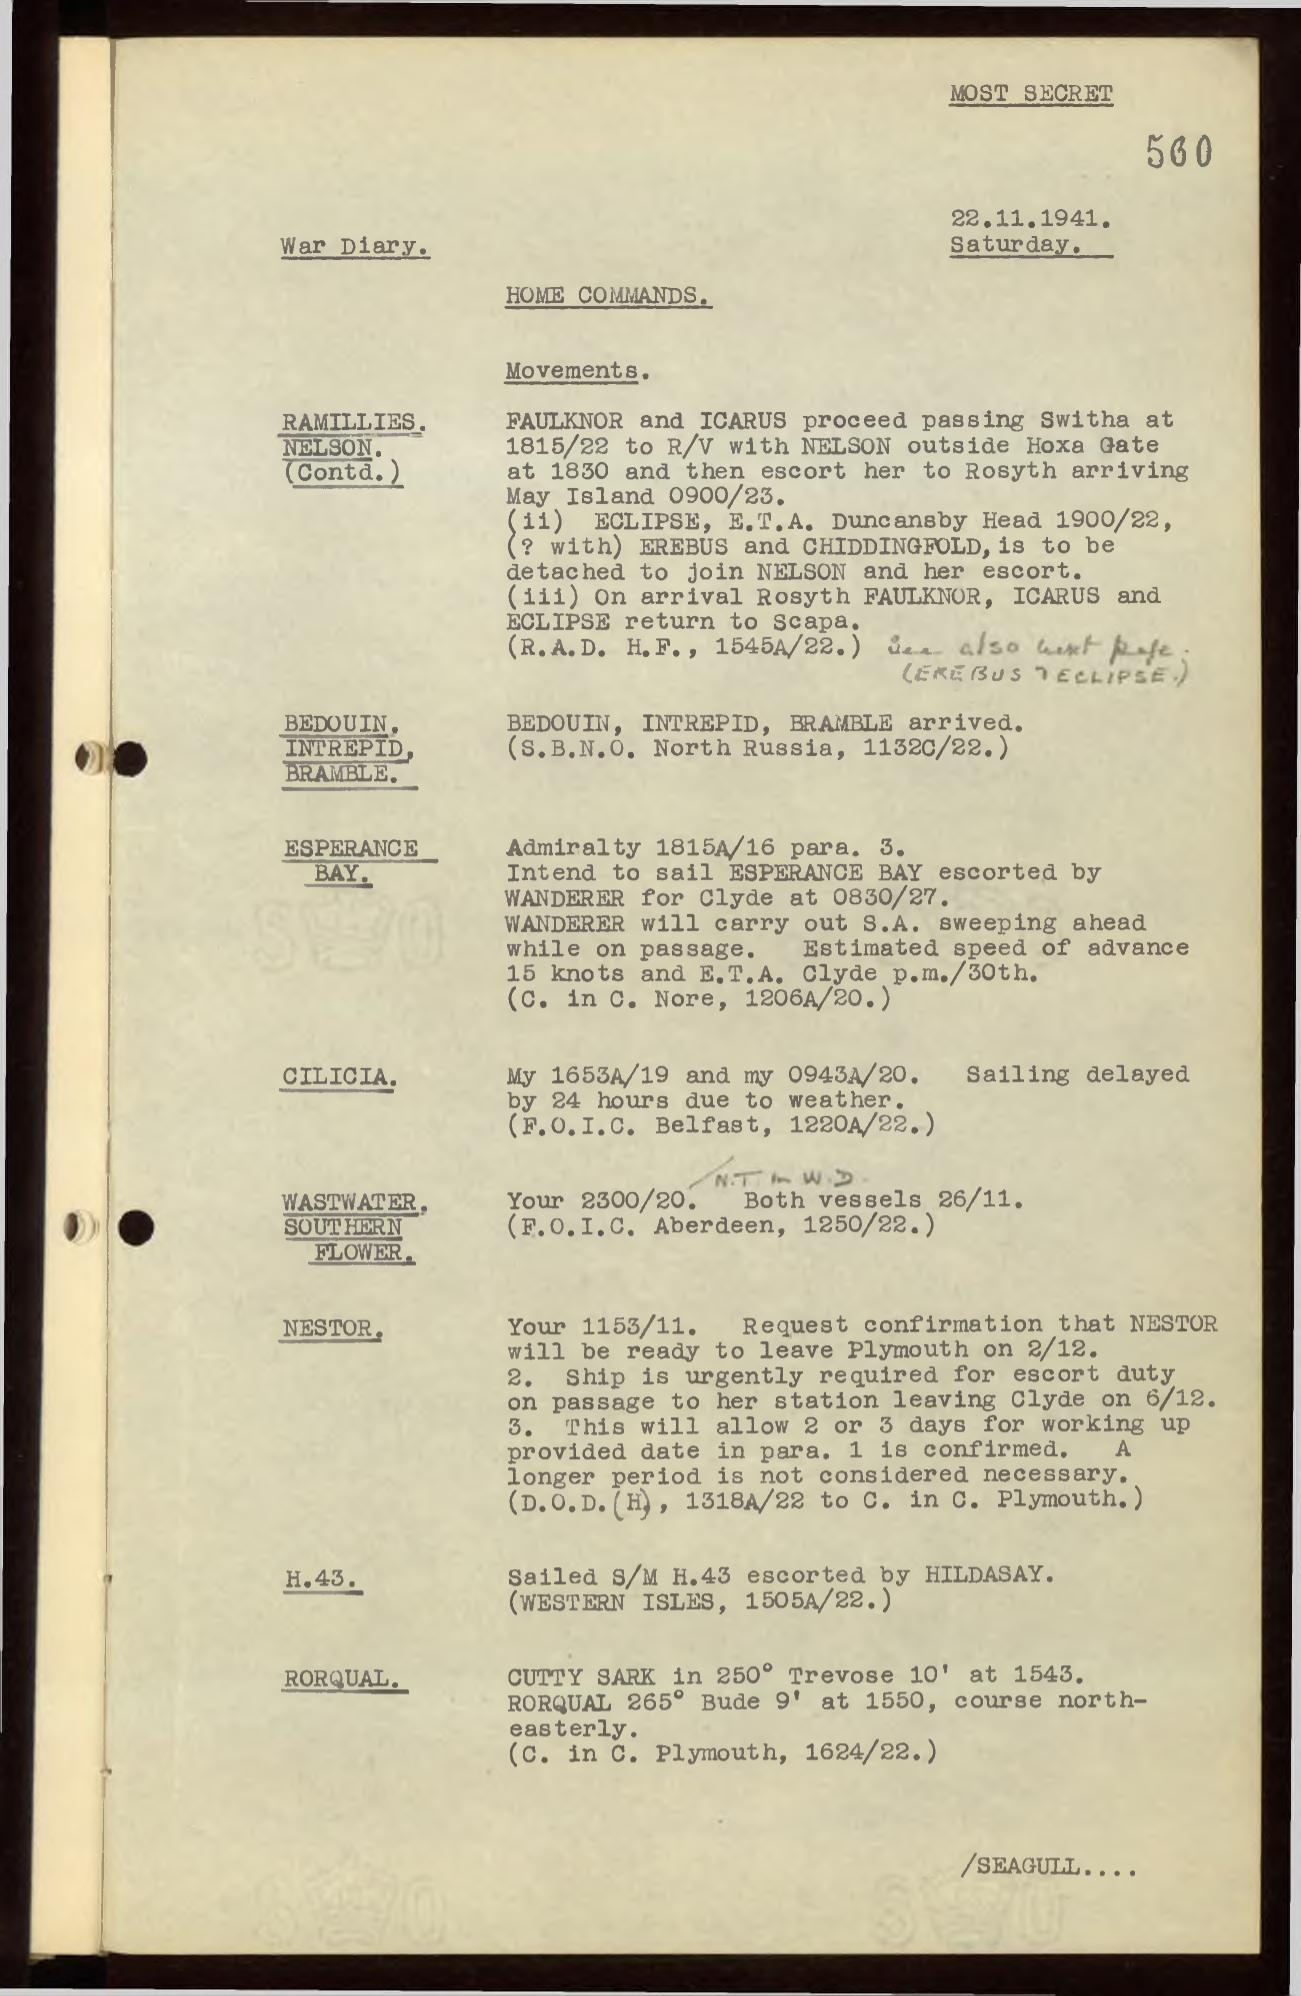 MOST SECRET
560
22.11.1941.
War Diary.
Saturday.
HOME COMMANDS.
Movements.
RAMILLIES.
NELSON.
(Contd.)
FAULKNOR and ICARUS proceed passing Switha at
1815/22 to R/V with NELSON outside Hoxa Gate
at 1830 and then escort her to Rosyth arriving
May Island 0900/23.
(ii) ECLIPSE, E.T.A. Duncansby Head 1900/22,
(? with) EREBUS and CHIDDINGFOLD, is to be
detached to join NELSON and her escort.
(iii) On arrival Rosyth FAULKNOR, ICARUS and
ECLIPSE return to Scapa.
(R.A.D. H.F., 1545A/22.) See also next page.
(EREBUS ECLIPSE.)
BEDOUIN,
INTREPID,
BRAMBLE.
BEDOUIN, INTREPID, BRAMBLE arrived.
(S.B.N.O. North Russia, 1132C/22.)
ESPERANCE
BAY.
Admiralty 1815A/16 para. 3.
Intend to sail ESPERANCE BAY escorted by
WANDERER for Clyde at 0830/27.
WANDERER will carry out S.A. sweeping ahead
while on passage. Estimated speed of advance
15 knots and E.T.A. Clyde p.m./30th.
(C. in C. Nore, 1206A/20.)
CILICIA.
My 1653A/19 and my 0943A/20. Sailing delayed
by 24 hours due to weather.
(F.O.I.C. Belfast, 1220A/22.)
N.T. in W.D.
WASTWATER.
SOUTHERN
FLOWER.
Your 2300/20. Both vessels 26/11.
(F.O.I.C. Aberdeen, 1250/22.)
NESTOR.
Your 1153/11. Request confirmation that NESTOR
will be ready to leave Plymouth on 2/12.
2. Ship is urgently required for escort duty
on passage to her station leaving Clyde on 6/12.
3. This will allow 2 or 3 days for working up
provided date in para. 1 is confirmed. A
longer period is not considered necessary.
(D.O.D.(H), 1318A/22 to C. in C. Plymouth.)
H.43.
Sailed S/M H.43 escorted by HILDASAY.
(WESTERN ISLES, 1505A/22.)
RORQUAL.
CUTTY SARK in 250° Trevose 10' at 1543.
RORQUAL 265° Bude 9' at 1550, course north-
easterly.
(C. in C. Plymouth, 1624/22.)
/SEAGULL....